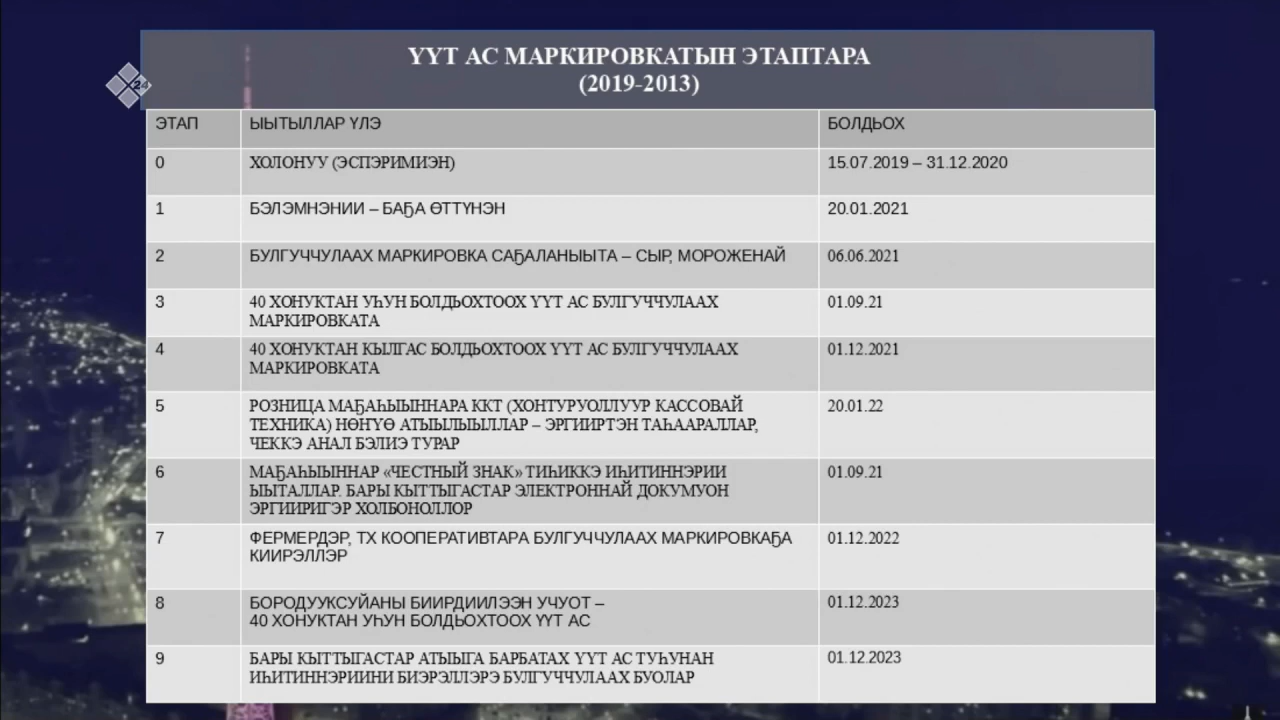 ҮҮТ АС МАРКИРОВКАТЫН ЭТАПТАРА
(2019-2013)
24
ЭТАП ЫЫТЫЛЛАР ҮЛЭ БОЛДЬОХ
0 ХОЛОНУУ (ЭСПЭРИМИЭН) 15.07.2019 – 31.12.2020
1 БЭЛЭМНЭНИИ – БАҔА ӨТТҮНЭН 20.01.2021
2 БУЛГУЧЧУЛААХ МАРКИРОВКА САҔАЛАНЫЫТА – СЫР, МОРОЖЕНАЙ 06.06.2021
3 40 ХОНУКТАН УҺУН БОЛДЬОХТООХ ҮҮТ АС БУЛГУЧЧУЛААХ 01.09.21
МАРКИРОВКАТА
4 40 ХОНУКТАН КЫЛГАС БОЛДЬОХТООХ ҮҮТ АС БУЛГУЧЧУЛААХ 01.12.2021
МАРКИРОВКАТА
5 РОЗНИЦА МАҔАҺЫЫННАРА ККТ (ХОНТУРУОЛЛУУР КАССОВАЙ 20.01.22
ТЕХНИКА) НӨҤҮӨ АТЫЫЛЫЫЛЛАР – ЭРГИИРТЭН ТАҺААРАЛЛАР,
ЧЕККЭ АНАЛ БЭЛИЭ ТУРАР
6 МАҔАҺЫЫННАР «ЧЕСТНЫЙ ЗНАК» ТИҺИККЭ ИҺИТИННЭРИИ 01.09.21
ЫЫТАЛЛАР. БАРЫ КЫТТЫГАСТАР ЭЛЕКТРОННАЙ ДОКУМУОН
ЭРГИИРИГЭР ХОЛБОНОЛЛОР
7 ФЕРМЕРДЭР, ТХ КООПЕРАТИВТАРА БУЛГУЧЧУЛААХ МАРКИРОВКАҔА 01.12.2022
КИИРЭЛЛЭР
8 БОРОДУУКСУЙАНЫ БИИРДИИЛЭЭН УЧУОТ – 01.12.2023
40 ХОНУКТАН УҺУН БОЛДЬОХТООХ ҮҮТ АС
9 БАРЫ КЫТТЫГАСТАР АТЫЫГА БАРБАТАХ ҮҮТ АС ТУҺУНАН 01.12.2023
ИҺИТИННЭРИИНИ БИЭРЭЛЛЭРЭ БУЛГУЧЧУЛААХ БУОЛАР